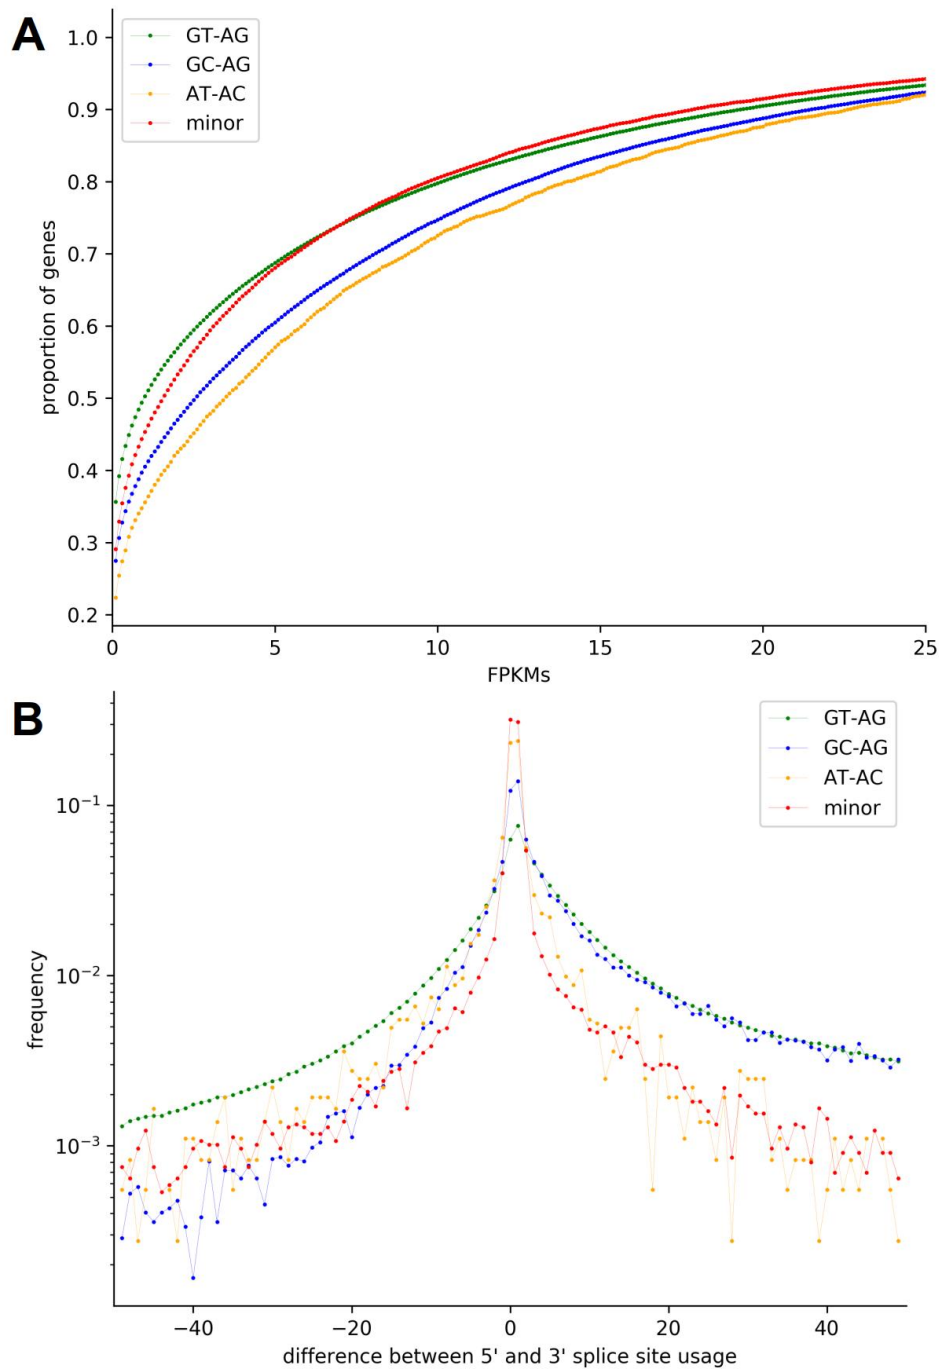 A
GT-AG
GC-AG
AT-AC
minor
1.0
0.9
0.8
0.7
0.6
0.5
0.4
0.3
0.2
proportion of genes
0 5 10 15 20 25
FPKMs
B
GT-AG
GC-AG
AT-AC
minor
10⁻¹
10⁻²
10⁻³
frequency
−40 −20 0 20 40
difference between 5' and 3' splice site usage